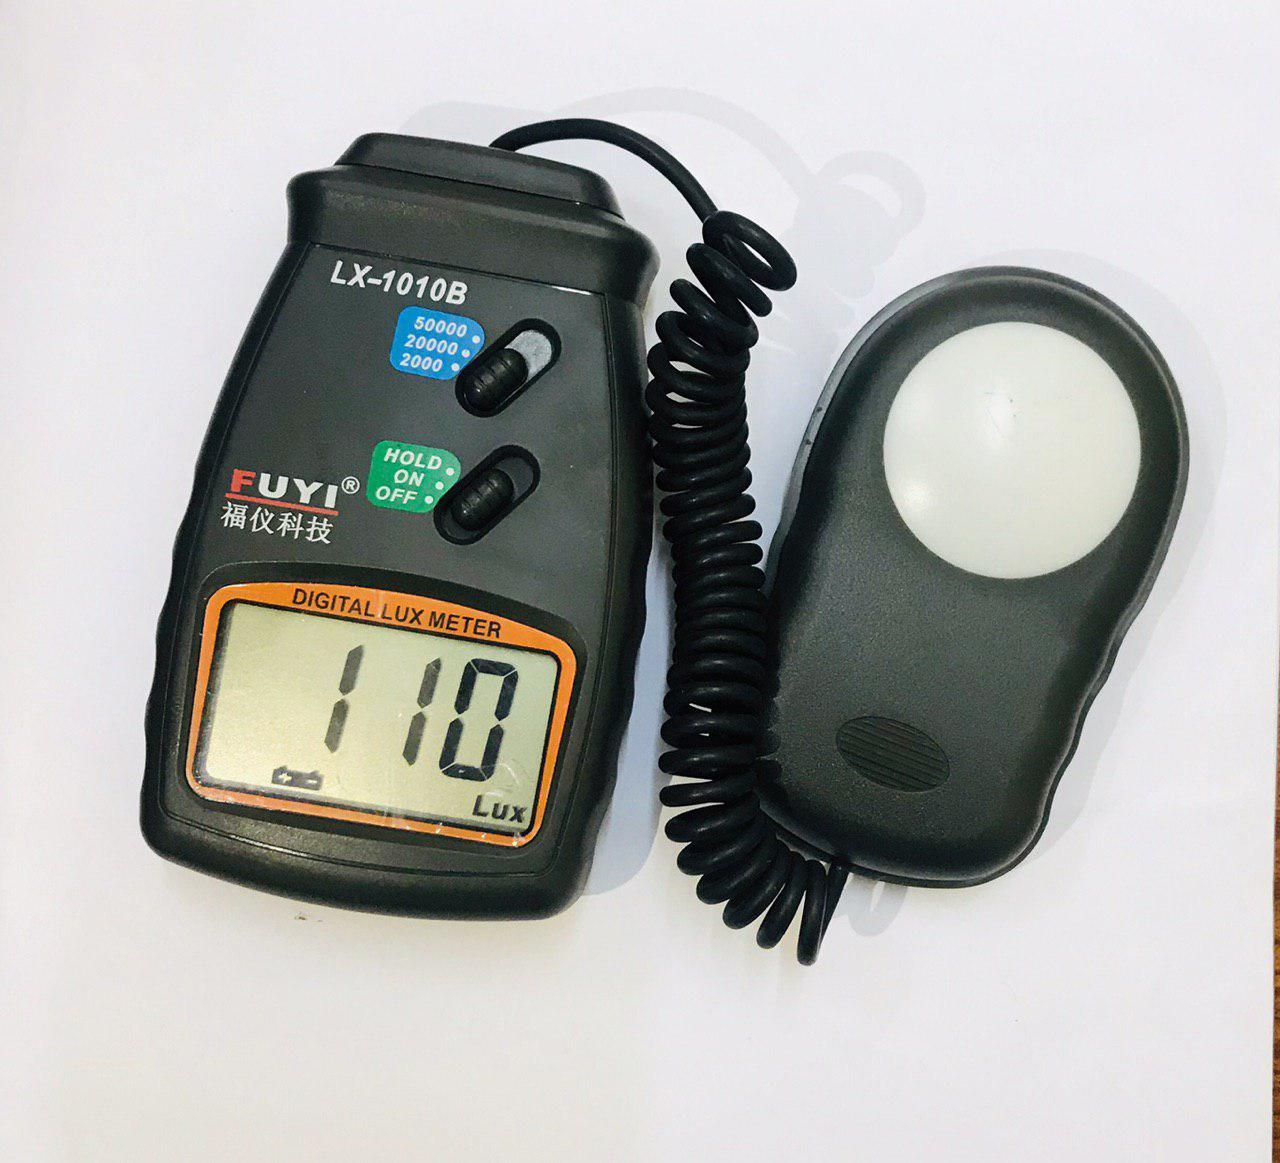 LX-1010B
50000
20000
2000
HOLD
ON
OFF
FUYI®
福仪科技
DIGITAL LUX METER
110
Lux